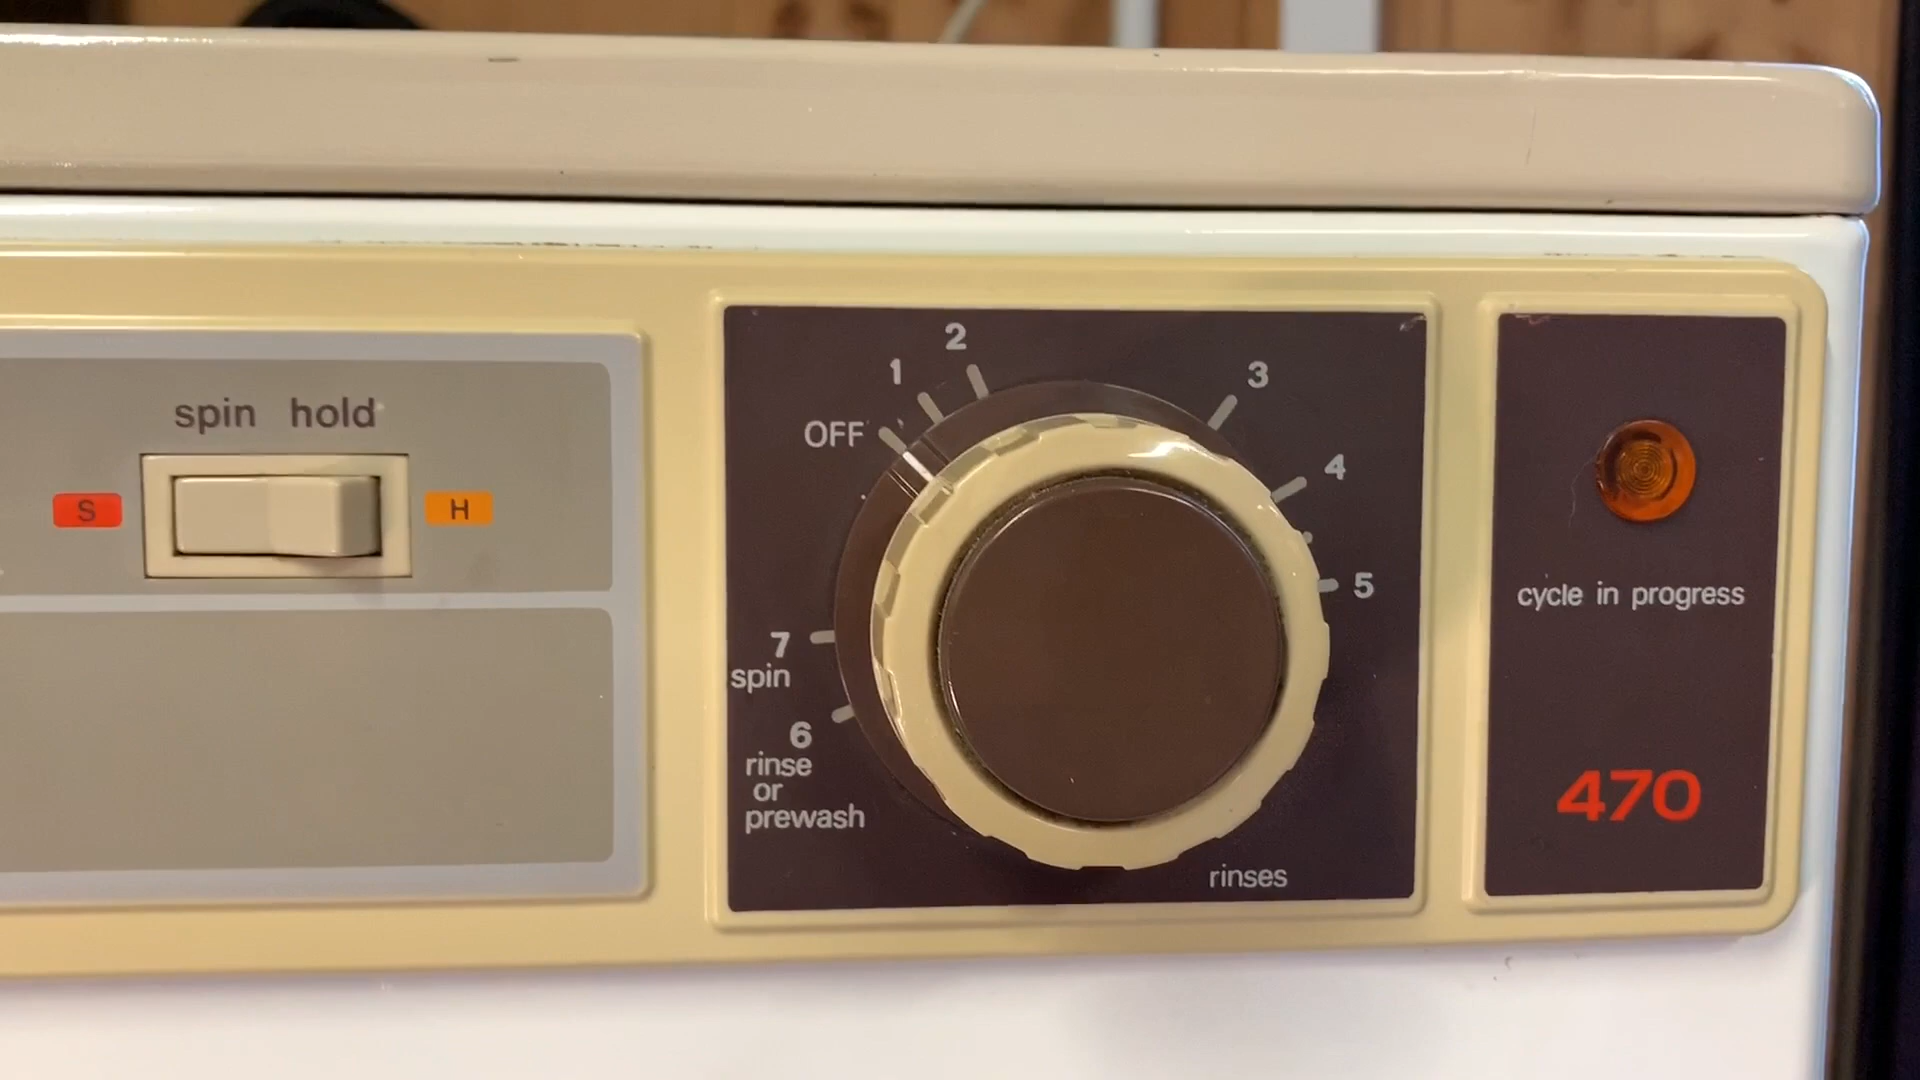 spin hold
S
H
OFF
1
2
3
4
5
7
spin
6
rinse
or
prewash
rinses
cycle in progress
470